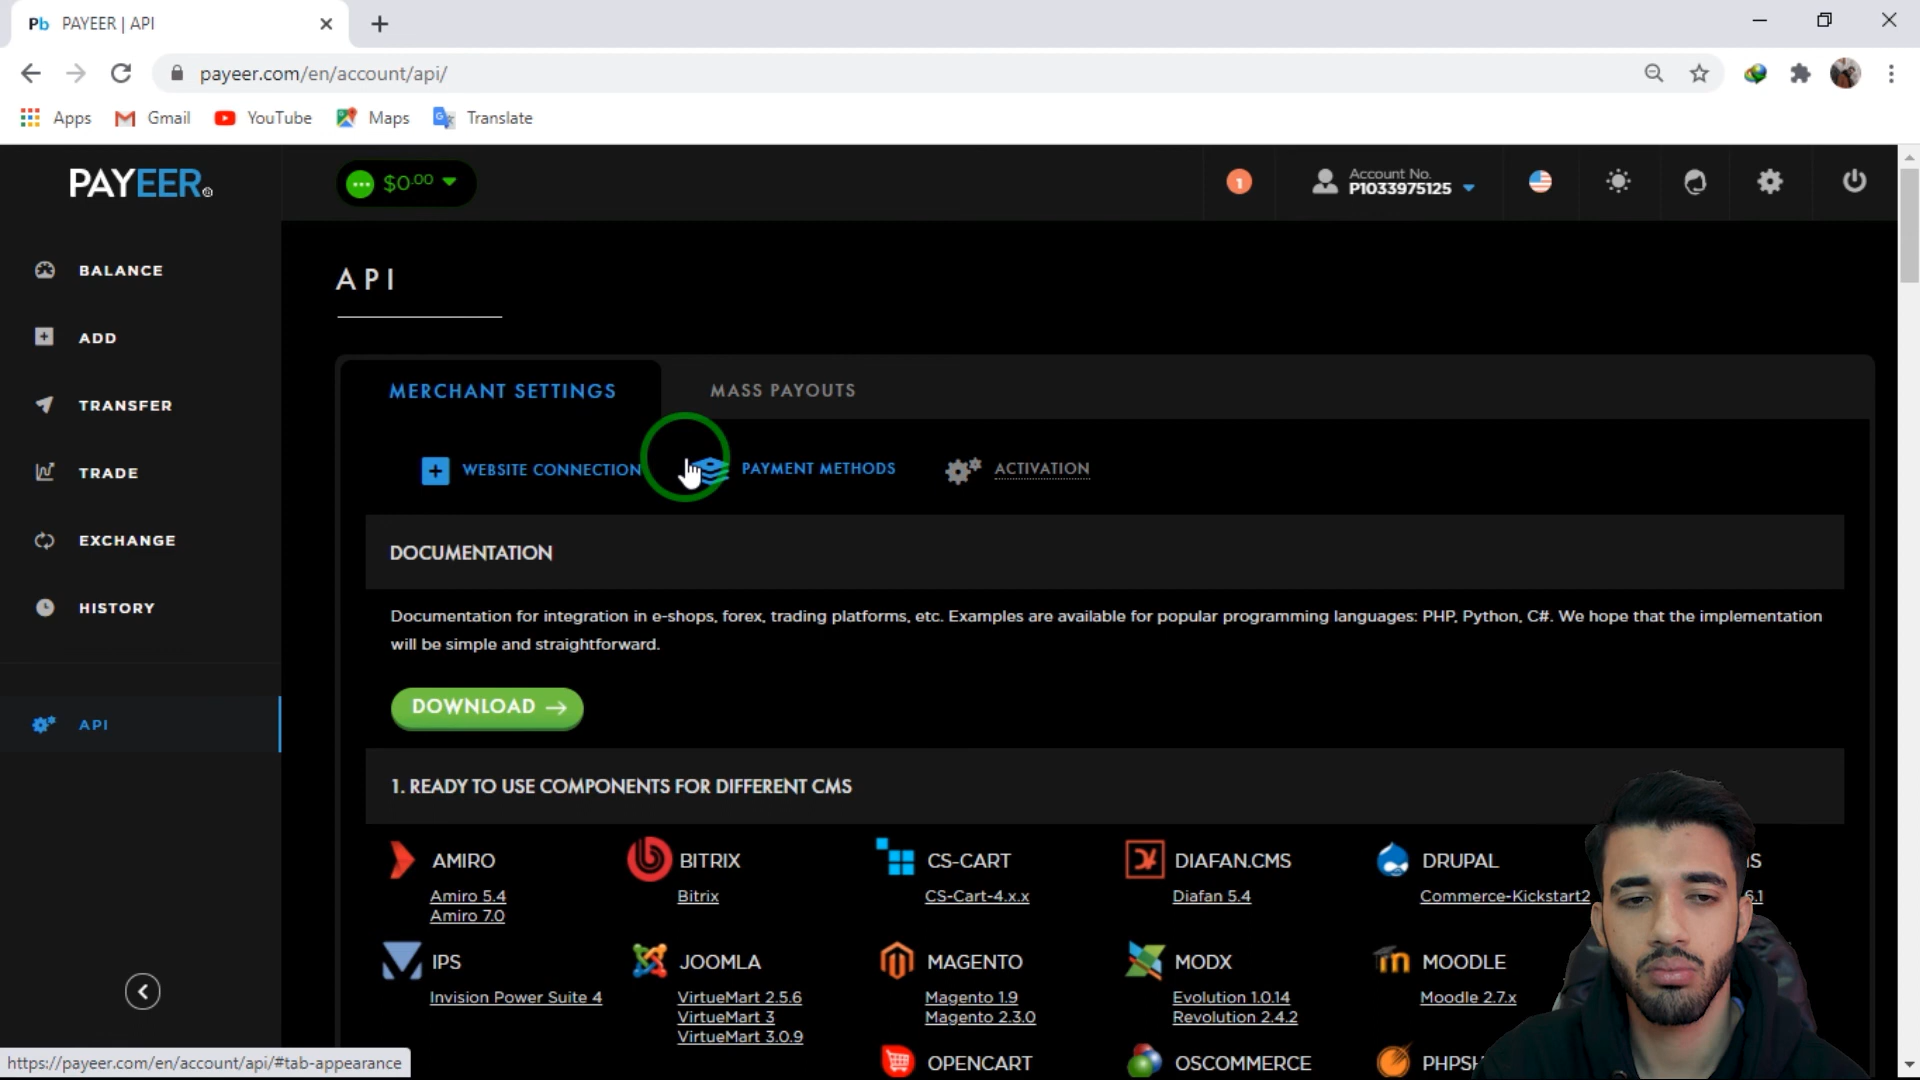 Pb PAYEER | API
payeer.com/en/account/api/
Apps Gmail YouTube Maps Translate
PAYEER® $0.00 1 Account No.
P1033975125
BALANCE
ADD
TRANSFER
TRADE
EXCHANGE
HISTORY
API
API
MERCHANT SETTINGS MASS PAYOUTS
WEBSITE CONNECTION PAYMENT METHODS ACTIVATION
DOCUMENTATION
Documentation for integration in e-shops, forex, trading platforms, etc. Examples are available for popular programming languages: PHP, Python, C#. We hope that the implementation
will be simple and straightforward.
DOWNLOAD →
1. READY TO USE COMPONENTS FOR DIFFERENT CMS
AMIRO BITRIX CS-CART DIAFAN.CMS DRUPAL
Amiro 5.4 Bitrix CS-Cart-4.x.x Diafan 5.4 Commerce-Kickstart2
Amiro 7.0
IPS JOOMLA MAGENTO MODX MOODLE
Invision Power Suite 4 VirtueMart 2.5.6 Magento 1.9 Evolution 1.0.14 Moodle 2.7.x
VirtueMart 3 Magento 2.3.0 Revolution 2.4.2
VirtueMart 3.0.9
OPENCART OSCOMMERCE
https://payeer.com/en/account/api/#tab-appearance